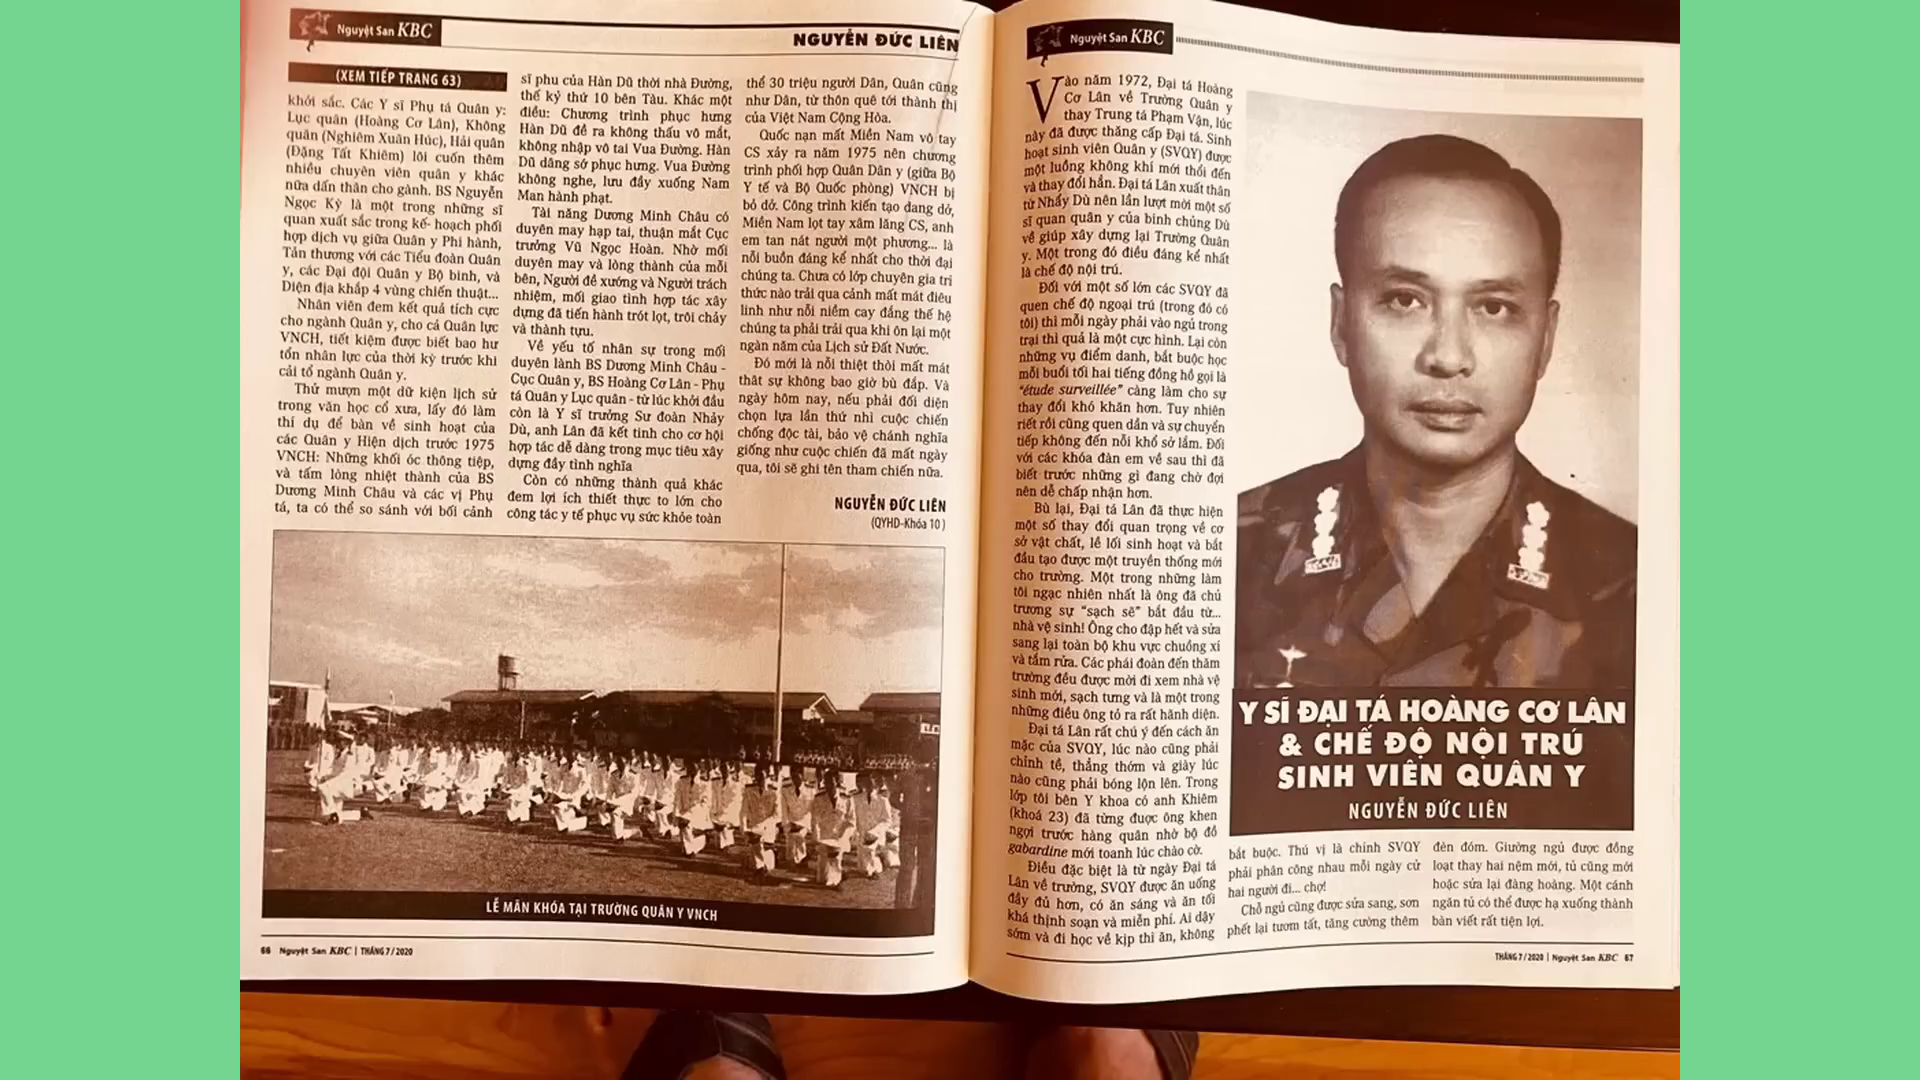 Nguyệt San KBC
NGUYỄN ĐỨC LIÊN
(XEM TIẾP TRANG 63)
khởi sắc. Các Y sĩ Phụ tá Quân y:
Lục quân (Hoàng Cơ Lân), Không
quân (Nghiêm Xuân Húc), Hải quân
(Đặng Tất Khiêm) lôi cuốn thêm
nhiều chuyên viên quân y khác
nữa dấn thân cho gánh. BS Nguyễn
Ngọc Kỳ là một trong những sĩ
quan xuất sắc trong kế- hoạch phối
hợp dịch vụ giữa Quân y Phi hành,
Tản thương với các Tiểu đoàn Quân
y, các Đại đội Quân y Bộ binh, và
Diện địa khắp 4 vùng chiến thuật...
Nhân viên đem kết quả tích cực
cho ngành Quân y, cho cả Quân lực
VNCH, tiết kiệm được biết bao hư
tổn nhân lực của thời kỳ trước khi
cải tổ ngành Quân y.
Thử mượn một dữ kiện lịch sử
trong văn học cổ xưa, lấy đó làm
thí dụ để bàn về sinh hoạt của
các Quân y Hiện dịch trước 1975
VNCH: Những khối óc thông tiệp,
và tấm lòng nhiệt thành của BS
Dương Minh Châu và các vị Phụ
tá, ta có thể so sánh với bối cảnh
sĩ phu của Hàn Dũ thời nhà Đường,
thế kỷ thứ 10 bên Tàu. Khác một
điều: Chương trình phục hưng
Hàn Dũ đề ra không thấu vô mắt,
không nhập vô tai Vua Đường. Hàn
Dũ dâng sớ phục hưng. Vua Đường
không nghe, lưu đầy xuống Nam
Man hành phạt.
Tài năng Dương Minh Châu có
duyên may hạp tai, thuận mắt Cục
trưởng Vũ Ngọc Hoàn. Nhờ mối
duyên may và lòng thành của mỗi
bên, Người đề xướng và Người trách
nhiệm, mối giao tình hợp tác xây
dựng đã tiến hành trót lọt, trôi chảy
và thành tựu.
Về yếu tố nhân sự trong mối
duyên lành BS Dương Minh Châu -
Cục Quân y, BS Hoàng Cơ Lân - Phụ
tá Quân y Lục quân - từ lúc khởi đầu
còn là Y sĩ trưởng Sư đoàn Nhảy
Dù, anh Lân đã kết tinh cho cơ hội
hợp tác dễ dàng trong mục tiêu xây
dựng đầy tình nghĩa
Còn có những thành quả khác
đem lợi ích thiết thực to lớn cho
công tác y tế phục vụ sức khỏe toàn
thể 30 triệu người Dân, Quân cũng
như Dân, từ thôn quê tới thành thị
của Việt Nam Cộng Hòa.
Quốc nạn mất Miền Nam vô tay
CS xảy ra năm 1975 nên chương
trình phối hợp Quân Dân y (giữa Bộ
Y tế và Bộ Quốc phòng) VNCH bị
bỏ dở. Công trình kiến tạo dang dở,
Miền Nam lọt tay xâm lăng CS, anh
em tan nát người một phương... là
nỗi buồn đáng kể nhất cho thời đại
chúng ta. Chưa có lớp chuyên gia trí
thức nào trải qua cảnh mất mát điêu
linh như nỗi niềm cay đắng thế hệ
chúng ta phải trải qua khi ôn lại một
ngàn năm của Lịch sử Đất Nước.
Đó mới là nỗi thiệt thòi mất mát
thật sự không bao giờ bù đắp. Và
ngày hôm nay, nếu phải đối diện
chọn lựa lần thứ nhì cuộc chiến
chống độc tài, bảo vệ chánh nghĩa
giống như cuộc chiến đã mất ngày
qua, tôi sẽ ghi tên tham chiến nữa.
NGUYỄN ĐỨC LIÊN
(QYHD-Khóa 10 )
LỄ MÃN KHÓA TẠI TRƯỜNG QUÂN Y VNCH
66 Nguyệt San KBC | THÁNG 7 / 2020
Nguyệt San KBC
Vào năm 1972, Đại tá Hoàng
Cơ Lân về Trường Quân y
thay Trung tá Phạm Vận, lúc
này đã được thăng cấp Đại tá. Sinh
hoạt sinh viên Quân y (SVQY) được
một luồng không khí mới thổi đến
và thay đổi hẳn. Đại tá Lân xuất thân
từ Nhẩy Dù nên lần lượt mời một số
sĩ quan quân y của binh chủng Dù
về giúp xây dựng lại Trường Quân
y. Một trong đó điều đáng kể nhất
là chế độ nội trú.
Đối với một số lớn các SVQY đã
quen chế độ ngoại trú (trong đó có
tôi) thì mỗi ngày phải vào ngủ trong
trại thì quả là một cực hình. Lại còn
những vụ điểm danh, bắt buộc học
mỗi buổi tối hai tiếng đồng hồ gọi là
"étude surveillée" càng làm cho sự
thay đổi khó khăn hơn. Tuy nhiên
riết rồi cũng quen dần và sự chuyển
tiếp không đến nỗi khổ sở lắm. Đối
với các khóa đàn em về sau thì đã
biết trước những gì đang chờ đợi
nên dễ chấp nhận hơn.
Bù lại, Đại tá Lân đã thực hiện
một số thay đổi quan trọng về cơ
sở vật chất, lề lối sinh hoạt và bắt
đầu tạo được một truyền thống mới
cho trường. Một trong những làm
tôi ngạc nhiên nhất là ông đã chủ
trương sự "sạch sẽ" bắt đầu từ...
nhà vệ sinh! Ông cho đập hết và sửa
sang lại toàn bộ khu vực chuồng xí
và tắm rửa. Các phái đoàn đến thăm
trường đều được mời đi xem nhà vệ
sinh mới, sạch tưng và là một trong
những điều ông tỏ ra rất hãnh diện.
Đại tá Lân rất chú ý đến cách ăn
mặc của SVQY, lúc nào cũng phải
chỉnh tề, thẳng thớm và giày lúc
nào cũng phải bóng lộn lên. Trong
lớp tôi bên Y khoa có anh Khiêm
(khoá 23) đã từng được ông khen
ngợi trước hàng quân nhờ bộ đồ
gabardine mới toanh lúc chào cờ.
Điều đặc biệt là từ ngày Đại tá
Lân về trường, SVQY được ăn uống
đầy đủ hơn, có ăn sáng và ăn tối
khá thịnh soạn và miễn phí. Ai dậy
sớm và đi học về kịp thì ăn, không
Y SĨ ĐẠI TÁ HOÀNG CƠ LÂN
& CHẾ ĐỘ NỘI TRÚ
SINH VIÊN QUÂN Y
NGUYỄN ĐỨC LIÊN
bắt buộc. Thú vị là chính SVQY
phải phân công nhau mỗi ngày cử
hai người đi... chợ!
Chỗ ngủ cũng được sửa sang, sơn
phết lại tươm tất, tăng cường thêm
đèn đóm. Giường ngủ được đồng
loạt thay hai nệm mới, tủ cũng mới
hoặc sửa lại đàng hoàng. Một cánh
ngăn tủ có thể được hạ xuống thành
bàn viết rất tiện lợi.
THÁNG 7 / 2020 | Nguyệt San KBC 67